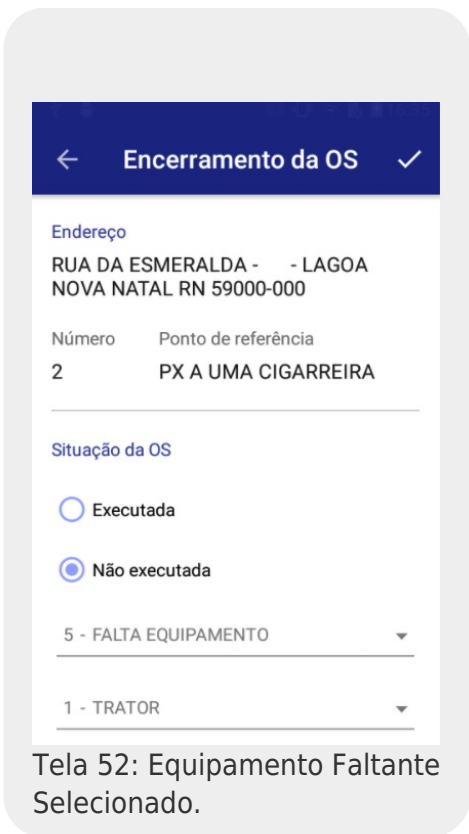 Encerramento da OS
Endereço
RUA DA ESMERALDA - - LAGOA
NOVA NATAL RN 59000-000
Número Ponto de referência
2 PX A UMA CIGARREIRA
Situação da OS
Executada
Não executada
5 - FALTA EQUIPAMENTO
1 - TRATOR
Tela 52: Equipamento Faltante
Selecionado.